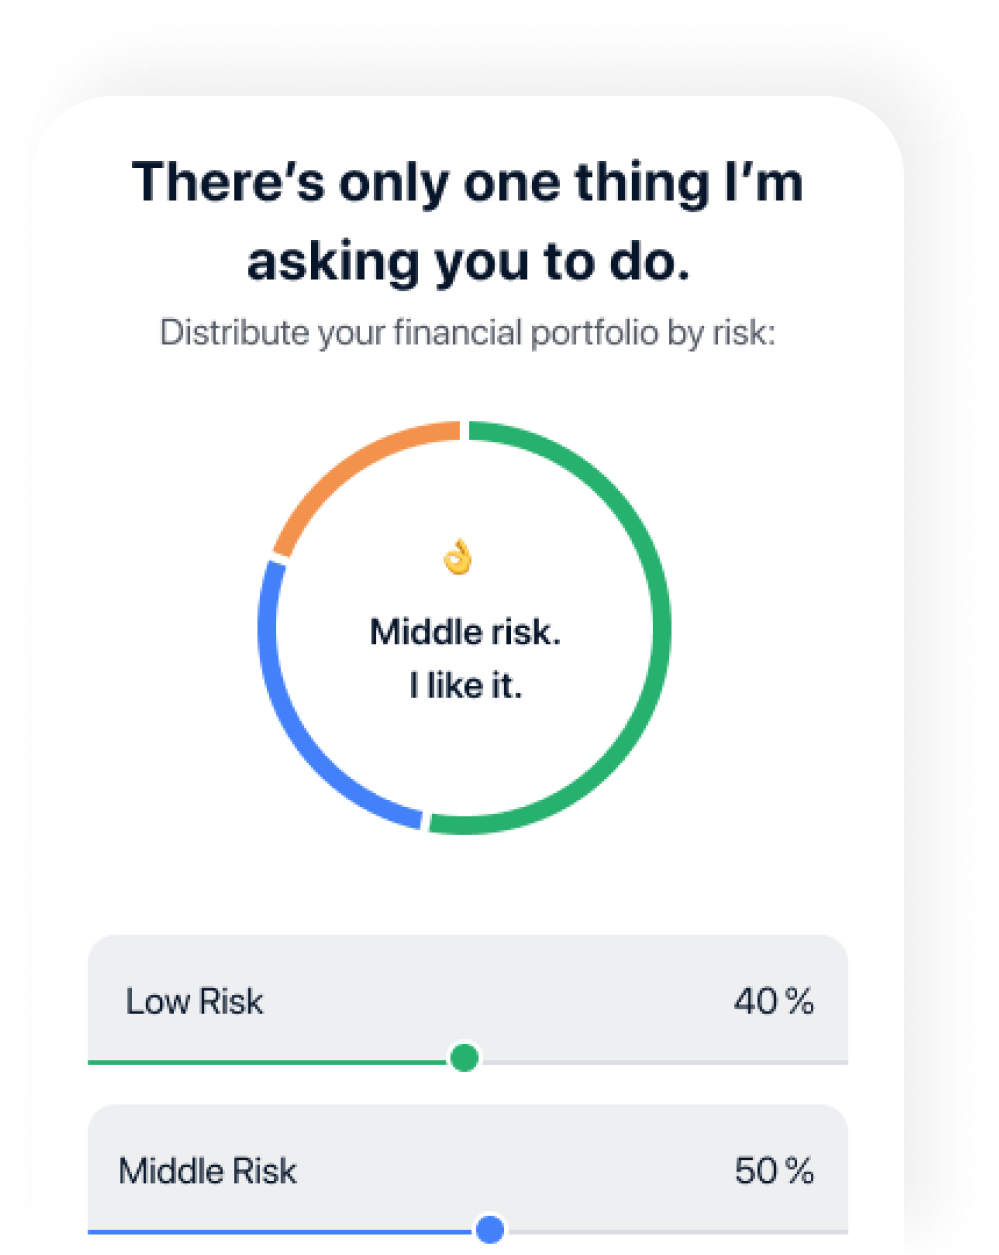 There’s only one thing I’m
asking you to do.
Distribute your financial portfolio by risk:
👌
Middle risk.
I like it.
Low Risk 40 %
Middle Risk 50 %